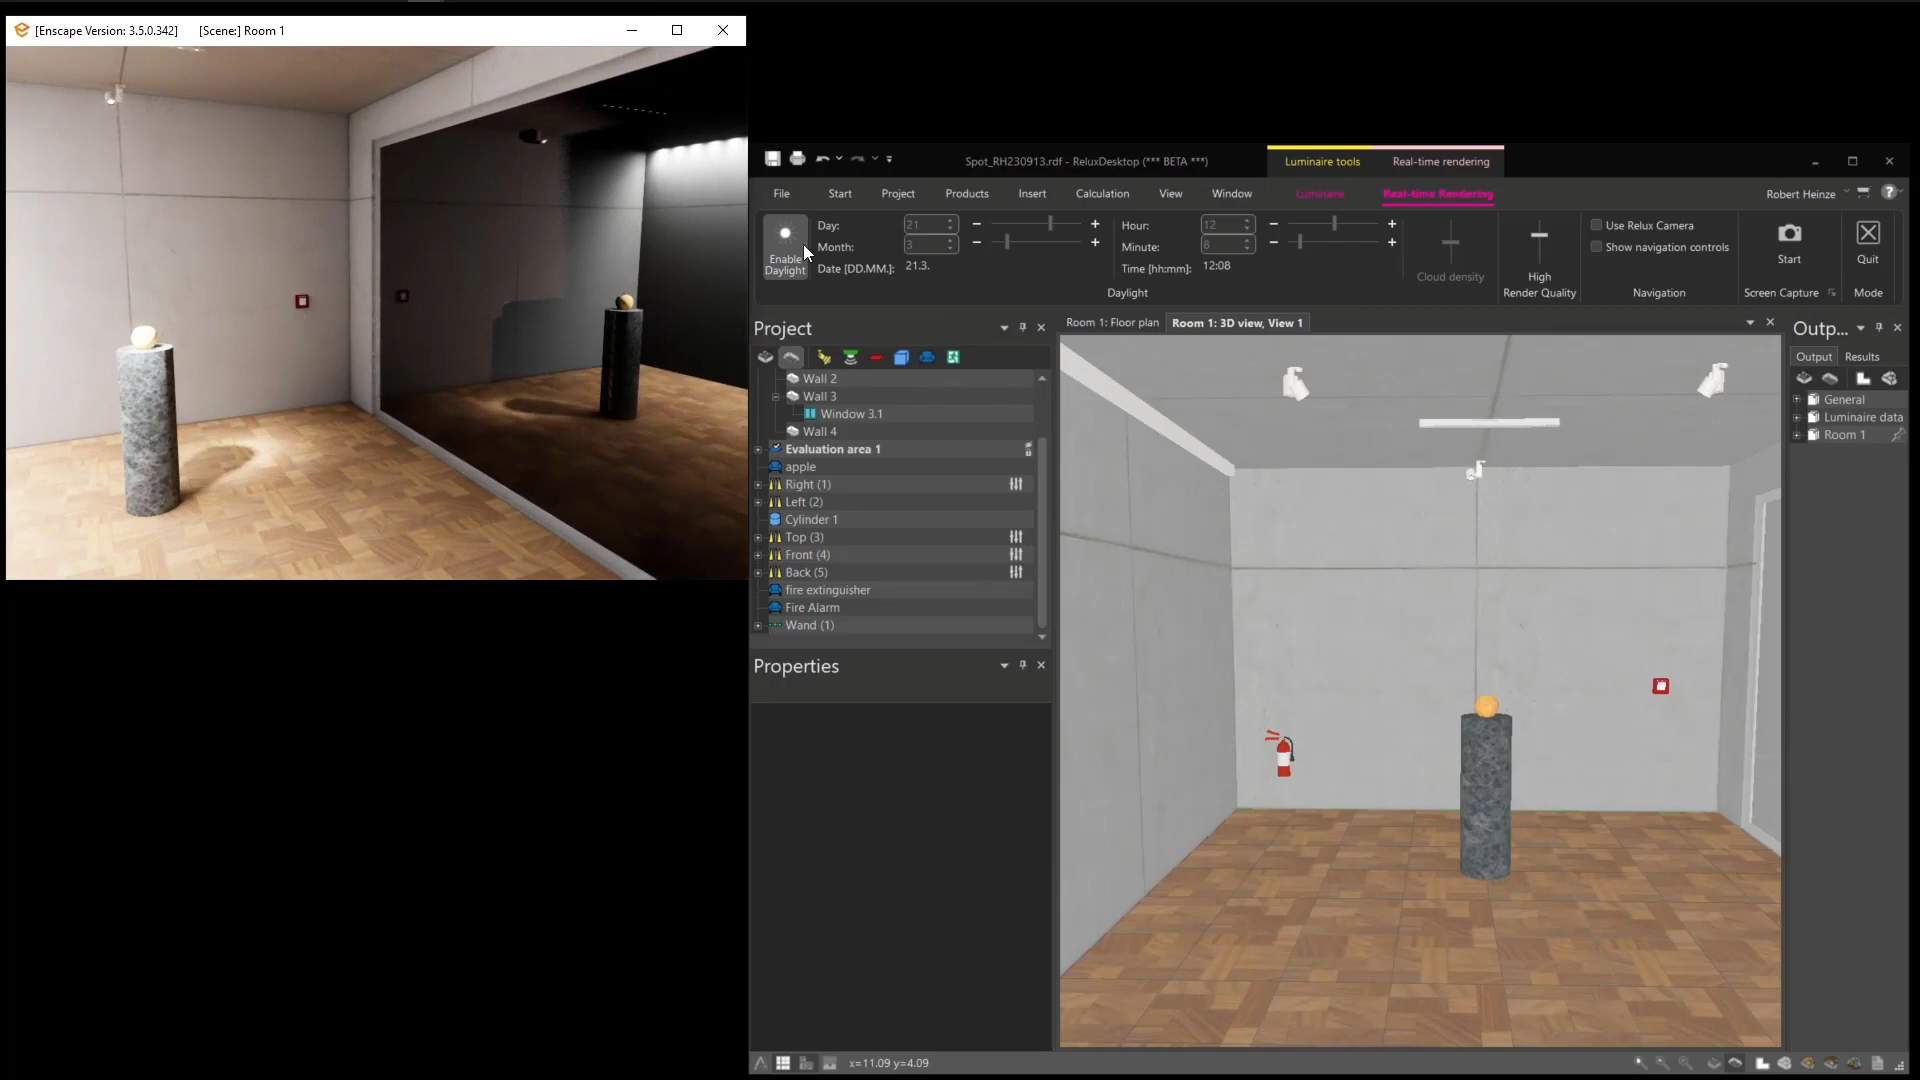 [Enscape Version: 3.5.0.342] [Scene:] Room 1
Spot_RH230913.rdf - ReluxDesktop (*** BETA ***)
Luminaire tools
Real-time rendering
File Start Project Products Insert Calculation View Window Luminaire Real-time Rendering
Robert Heinze
Enable Daylight
Day: 21
Month: 3
Date [DD.MM.]: 21.3.
Hour: 12
Minute: 8
Time [hh:mm]: 12:08
Daylight
Cloud density
High
Render Quality
Use Relux Camera
Show navigation controls
Navigation
Start
Screen Capture
Quit
Mode
Project
Wall 2
Wall 3
Window 3.1
Wall 4
Evaluation area 1
apple
Right (1)
Left (2)
Cylinder 1
Top (3)
Front (4)
Back (5)
fire extinguisher
Fire Alarm
Wand (1)
Properties
Room 1: Floor plan
Room 1: 3D view, View 1
Outp...
Output Results
General
Luminaire data
Room 1
x=11.09 y=4.09